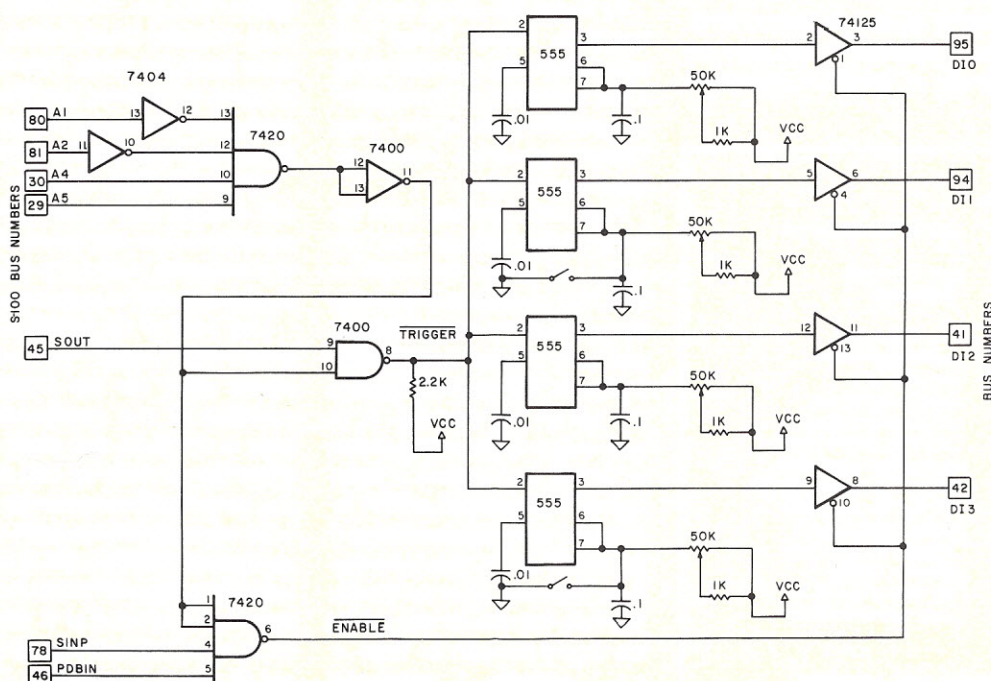 74125
2
3
2
3
95
555
5
6
1
DI0
7
50K
7404
80
A1
13
12
.01
.1
1K
VCC
13
7420
81
A2
11
10
12
7400
2
3
5
6
94
30
A4
10
12
11
555
4
DI1
29
A5
9
13
5
6
7
50K
S100 BUS NUMBERS
.01
1K
VCC
.1
7400
TRIGGER
2
3
12
11
41
45
SOUT
9
8
555
13
DI2
10
5
6
2.2K
7
50K
BUS NUMBERS
VCC
.01
.1
1K
VCC
2
3
9
8
42
555
10
DI3
5
6
7
50K
.01
1K
VCC
.1
7420
1
2
6
ENABLE
78
SINP
4
46
PDBIN
5